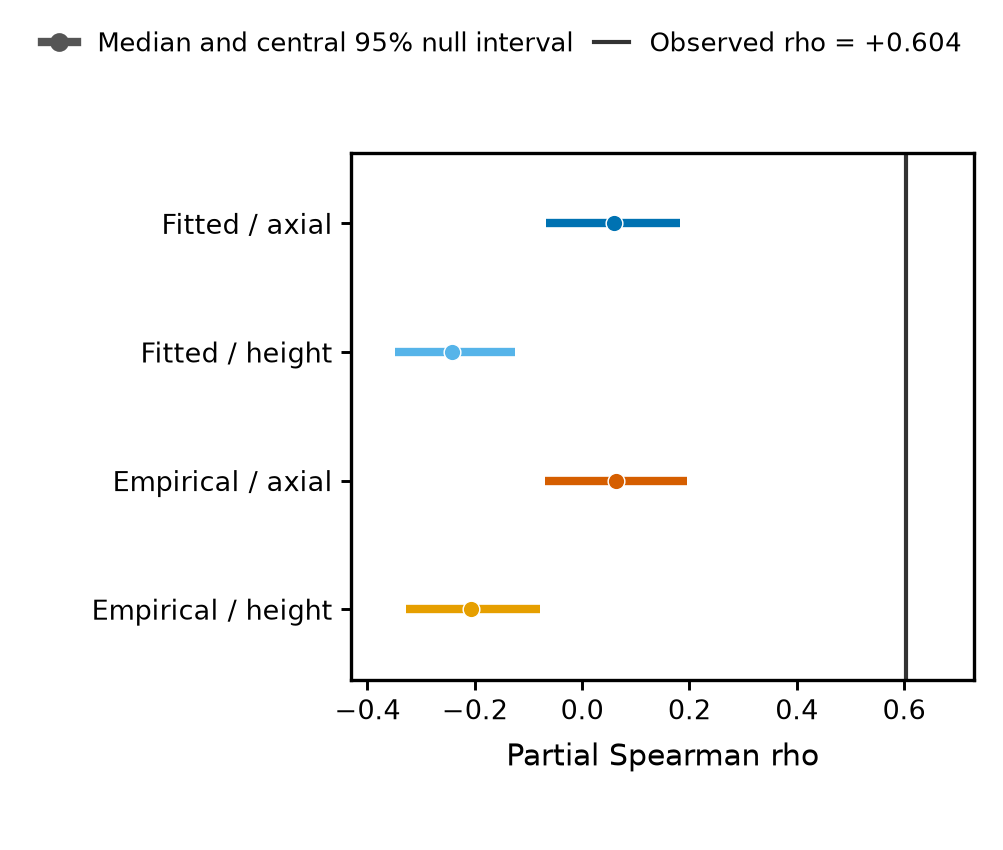 Median and central 95% null interval Observed rho = +0.604
Fitted / axial
Fitted / height
Empirical / axial
Empirical / height
−0.4 −0.2 0.0 0.2 0.4 0.6
Partial Spearman rho